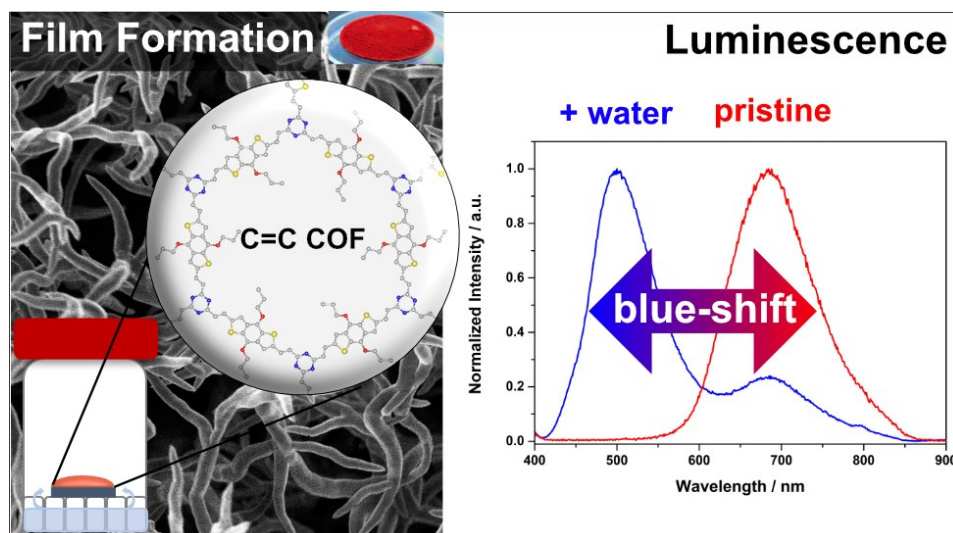 Film Formation
C=C COF
Luminescence
+ water pristine
blue-shift
Normalized Intensity / a.u.
1.0
0.8
0.6
0.4
0.2
0.0
400 500 600 700 800 900
Wavelength / nm